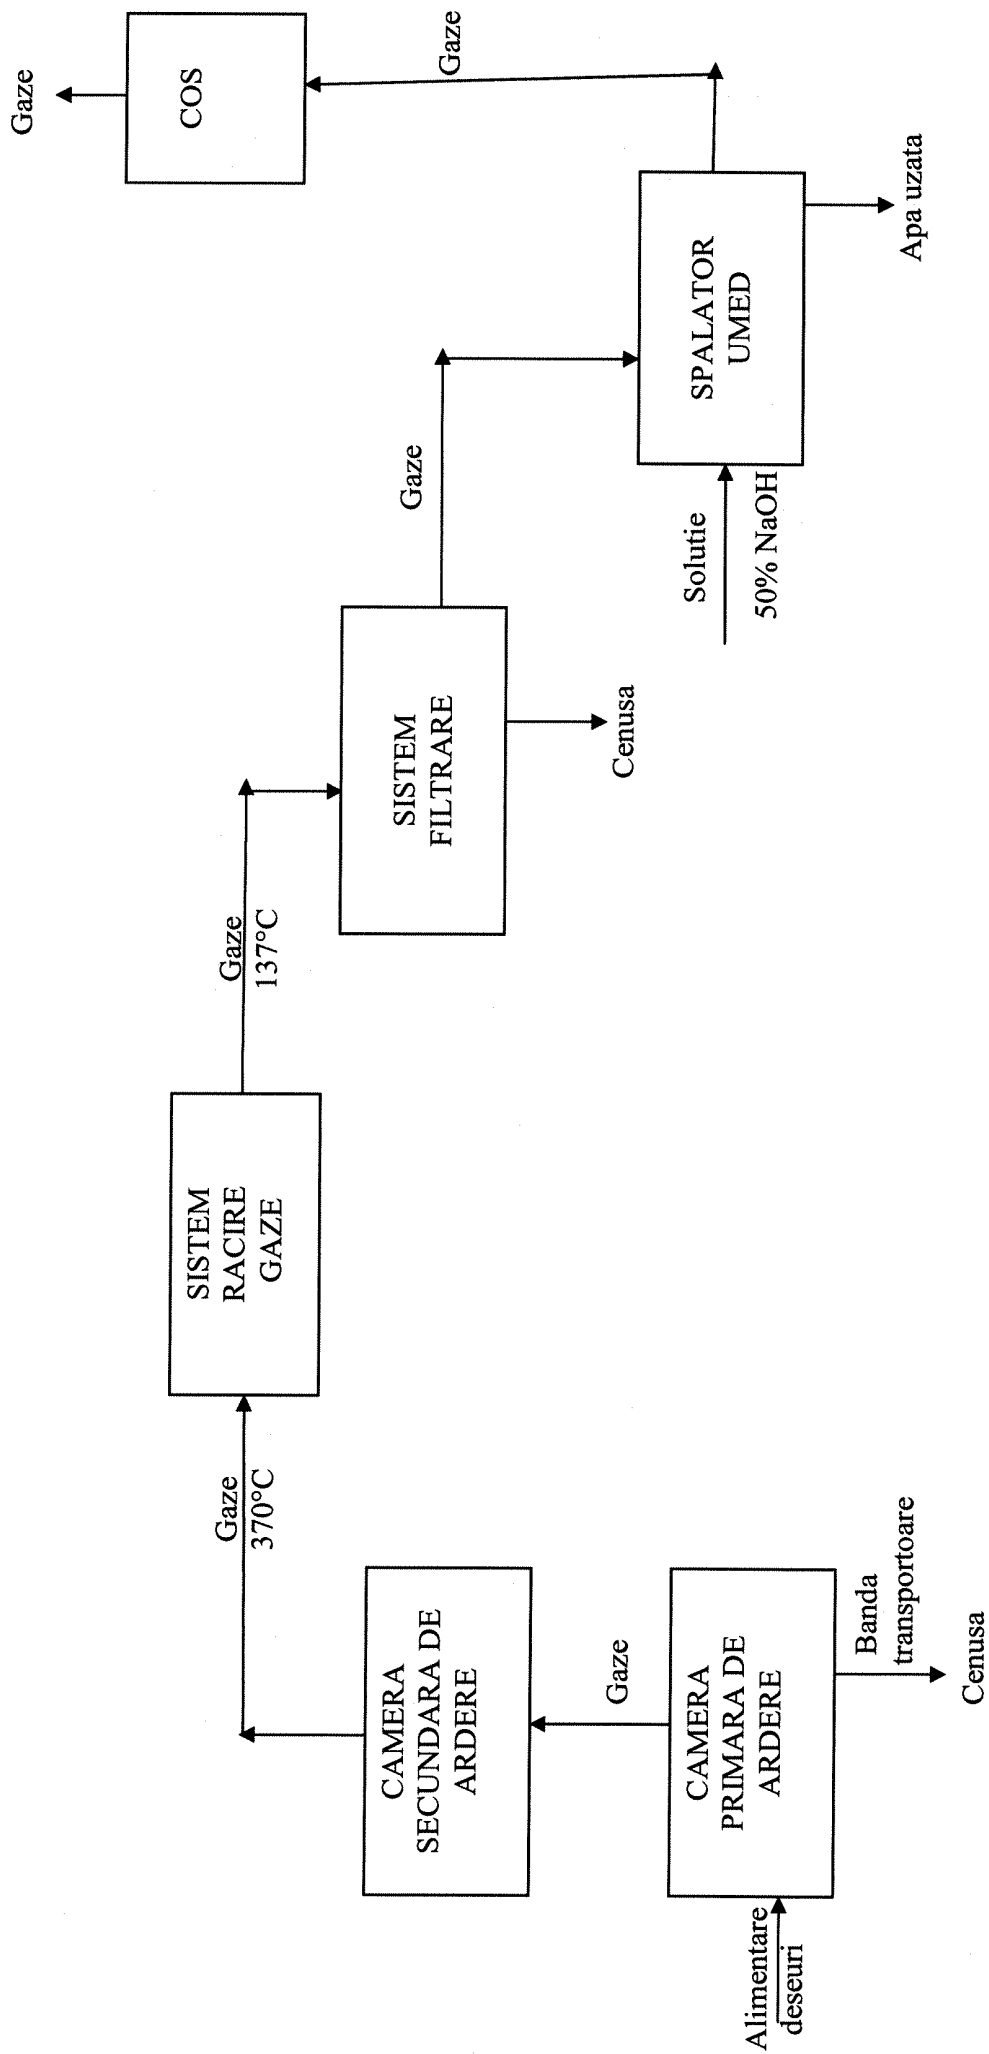 Alimentare
deseuri
CAMERA
PRIMARA DE
ARDERE
Banda
transportoare
Cenusa
Gaze
CAMERA
SECUNDARA DE
ARDERE
Gaze
370°C
SISTEM
RACIRE
GAZE
Gaze
137°C
SISTEM
FILTRARE
Cenusa
Gaze
Solutie
50% NaOH
SPALATOR
UMED
Apa uzata
Gaze
COS
Gaze